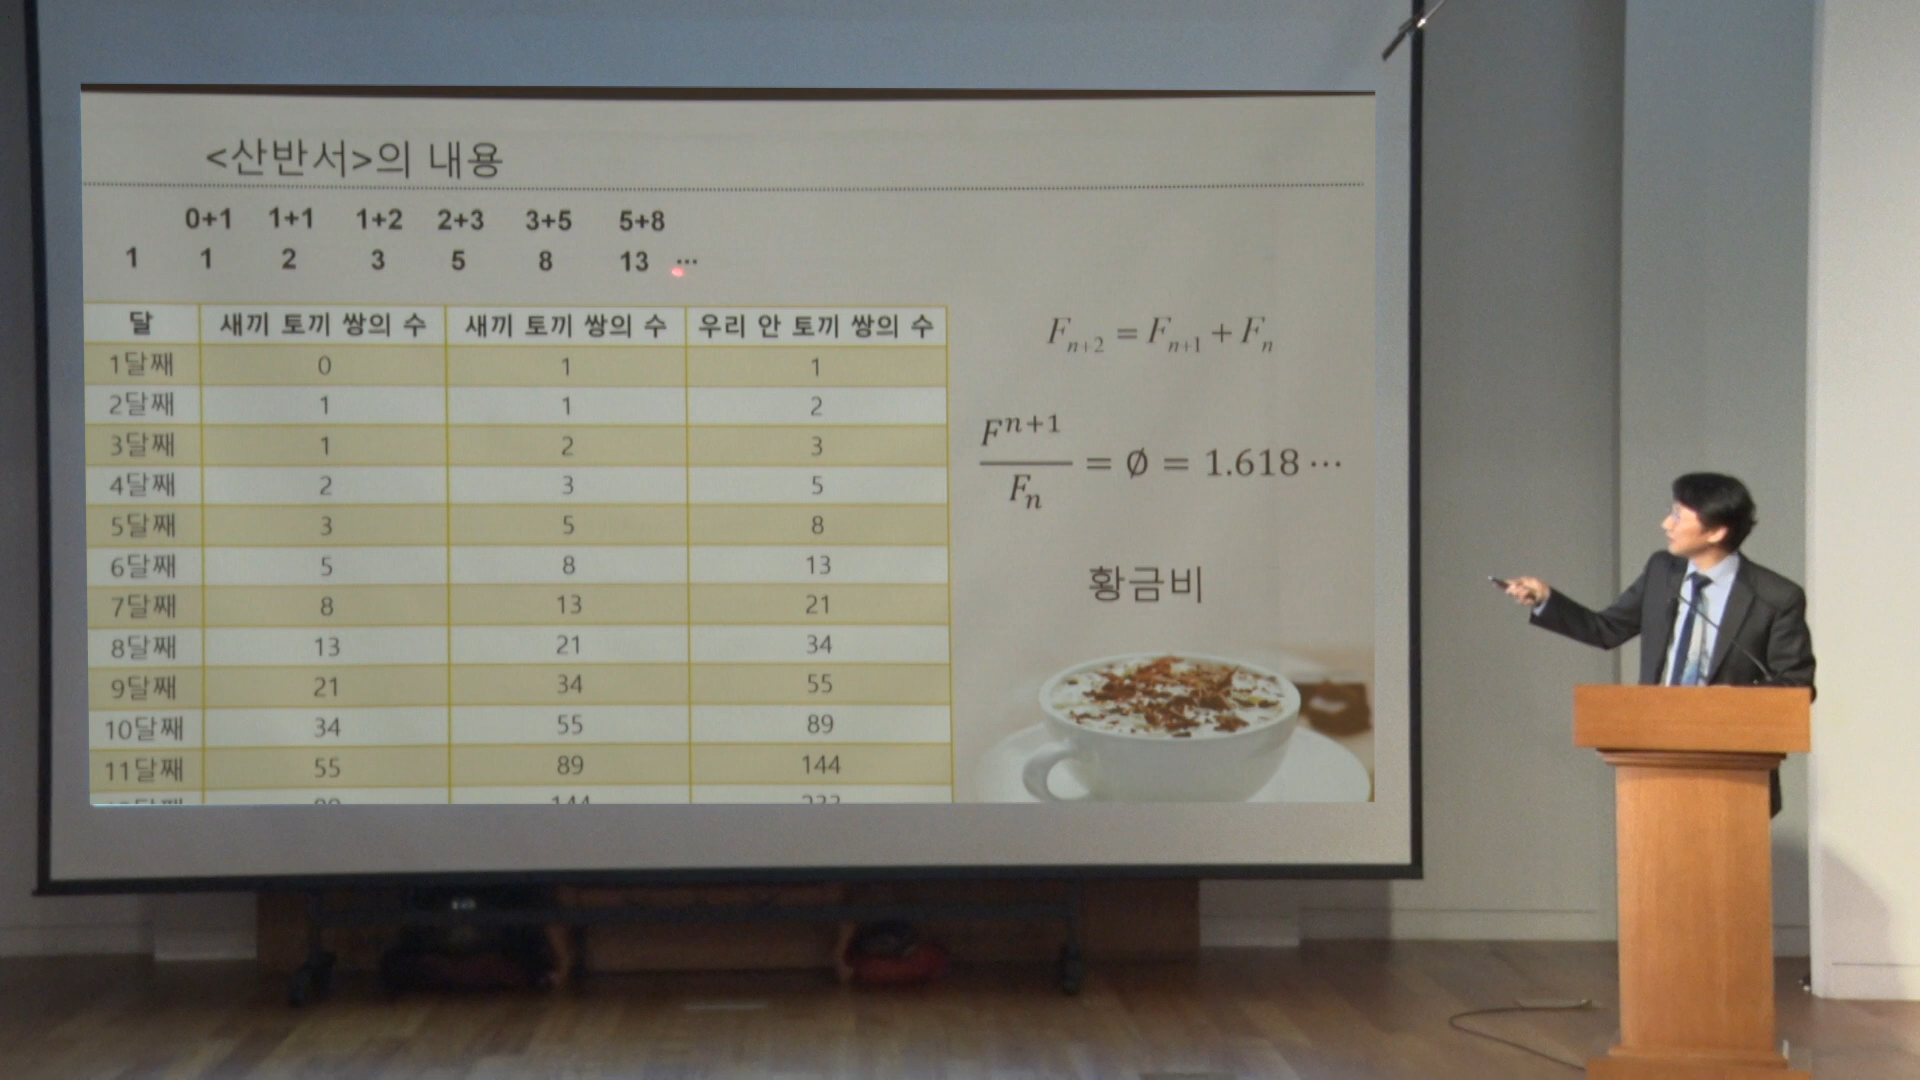 <산반서>의 내용
0+1 1+1 1+2 2+3 3+5 5+8
1 1 2 3 5 8 13 ···
달 새끼 토끼 쌍의 수 새끼 토끼 쌍의 수 우리 안 토끼 쌍의 수
1달째 0 1 1
2달째 1 1 2
3달째 1 2 3
4달째 2 3 5
5달째 3 5 8
6달째 5 8 13
7달째 8 13 21
8달째 13 21 34
9달째 21 34 55
10달째 34 55 89
11달째 55 89 144
Fₙ₊₂ = Fₙ₊₁ + Fₙ
Fⁿ⁺¹
/Fₙ = ∅ = 1.618 ···
황금비